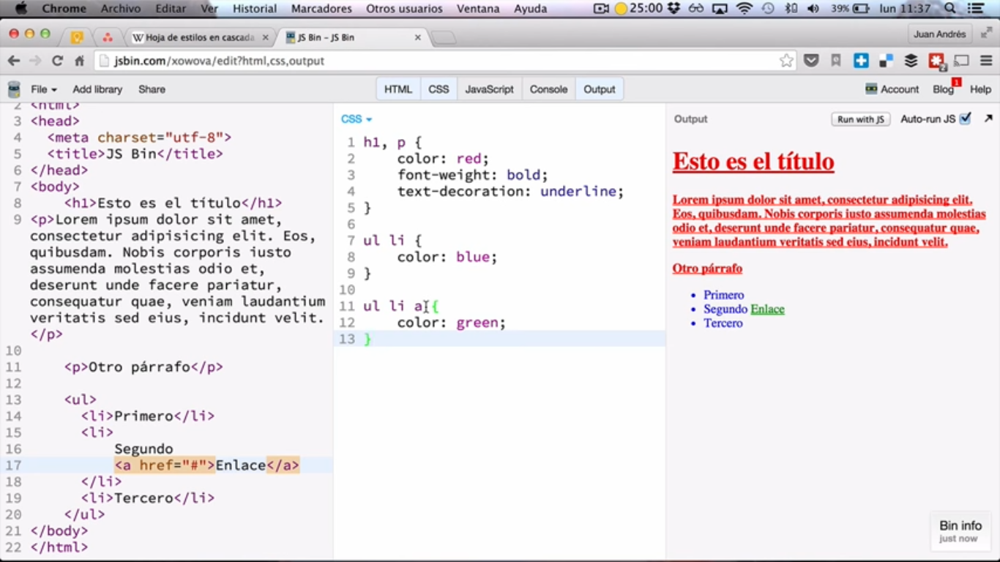 Chrome Archivo Editar Ver Historial Marcadores Otros usuarios Ventana Ayuda 25:00 39% lun 11:37
Hoja de estilos en cascada JS Bin – JS Bin Juan Andrés
jsbin.com/xowova/edit?html,css,output
File Add library Share HTML CSS JavaScript Console Output Account Blog 1 Help
2 <html>
3 <head>
4 <meta charset="utf-8">
5 <title>JS Bin</title>
6 </head>
7 <body>
8 <h1>Esto es el título</h1>
9 <p>Lorem ipsum dolor sit amet,
consectetur adipisicing elit. Eos,
quibusdam. Nobis corporis iusto
assumenda molestias odio et,
deserunt unde facere pariatur,
consequatur quae, veniam laudantium
veritatis sed eius, incidunt velit.
</p>
10
11 <p>Otro párrafo</p>
12
13 <ul>
14 <li>Primero</li>
15 <li>
16 Segundo
17 <a href="#">Enlace</a>
18 </li>
19 <li>Tercero</li>
20 </ul>
21 </body>
22 </html>
CSS
1 h1, p {
2 color: red;
3 font-weight: bold;
4 text-decoration: underline;
5 }
6
7 ul li {
8 color: blue;
9 }
10
11 ul li a {
12 color: green;
13 }
Output Run with JS Auto-run JS
Esto es el título
Lorem ipsum dolor sit amet, consectetur adipisicing elit.
Eos, quibusdam. Nobis corporis iusto assumenda molestias
odio et, deserunt unde facere pariatur, consequatur quae,
veniam laudantium veritatis sed eius, incidunt velit.
Otro párrafo
• Primero
• Segundo Enlace
• Tercero
Bin info
just now